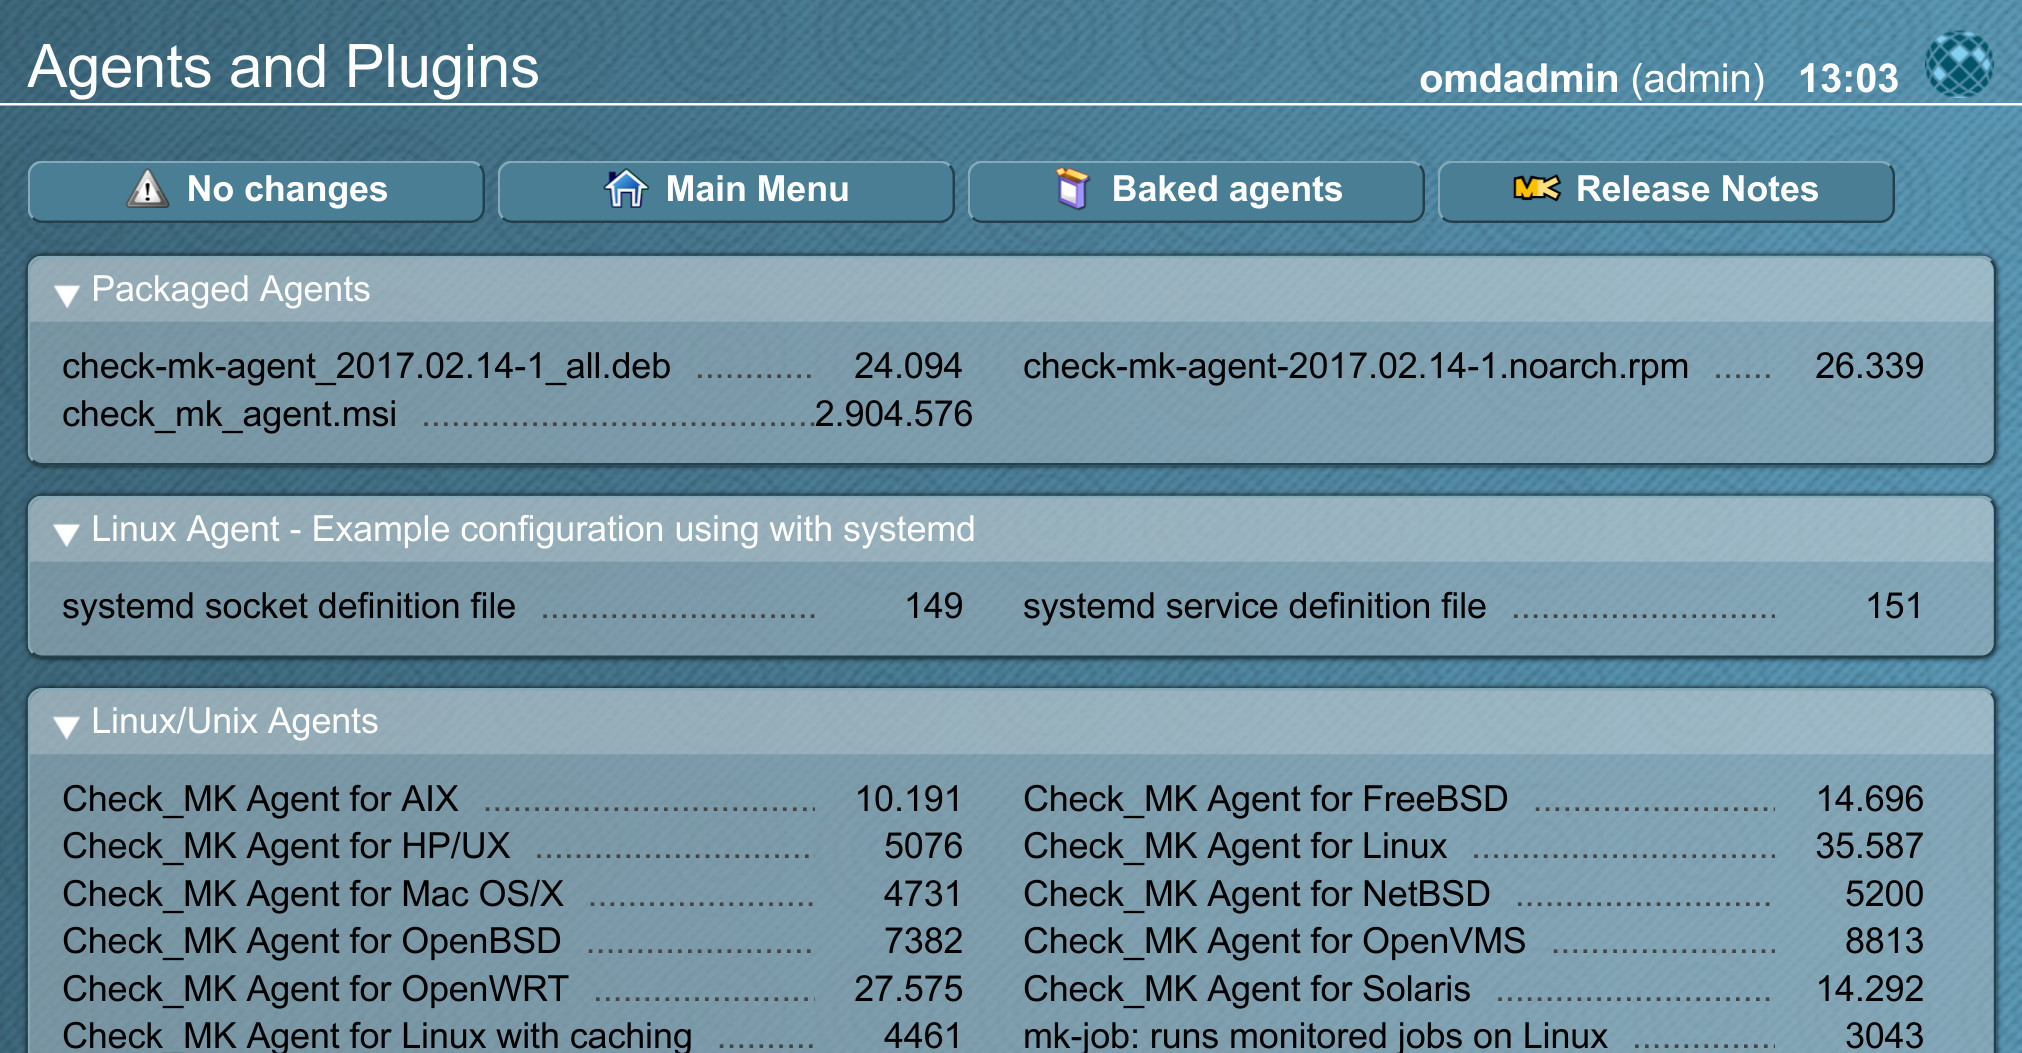 Agents and Plugins omdadmin (admin) 13:03
No changes Main Menu Baked agents MK Release Notes
Packaged Agents
check-mk-agent_2017.02.14-1_all.deb ............ 24.094 check-mk-agent-2017.02.14-1.noarch.rpm ...... 26.339
check_mk_agent.msi ........................................2.904.576
Linux Agent - Example configuration using with systemd
systemd socket definition file ............................ 149 systemd service definition file ........................... 151
Linux/Unix Agents
Check_MK Agent for AIX .................................. 10.191 Check_MK Agent for FreeBSD ......................... 14.696
Check_MK Agent for HP/UX ............................ 5076 Check_MK Agent for Linux ............................... 35.587
Check_MK Agent for Mac OS/X ....................... 4731 Check_MK Agent for NetBSD .......................... 5200
Check_MK Agent for OpenBSD ....................... 7382 Check_MK Agent for OpenVMS ....................... 8813
Check_MK Agent for OpenWRT ....................... 27.575 Check_MK Agent for Solaris ............................ 14.292
Check_MK Agent for Linux with caching .......... 4461 mk-job: runs monitored jobs on Linux ............... 3043